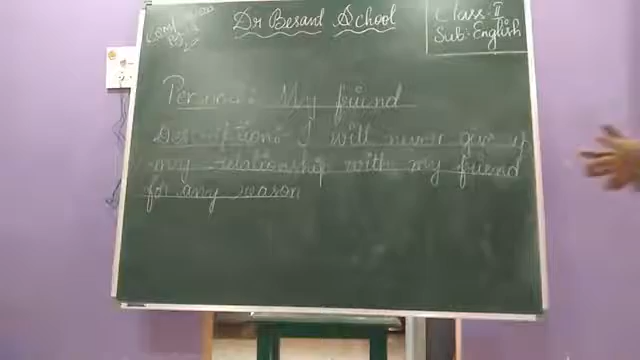 Dr Besant School
Class: I
Sub: English
Person: My friend
Description:- I will never give up
my relationship with my friend
for any reason